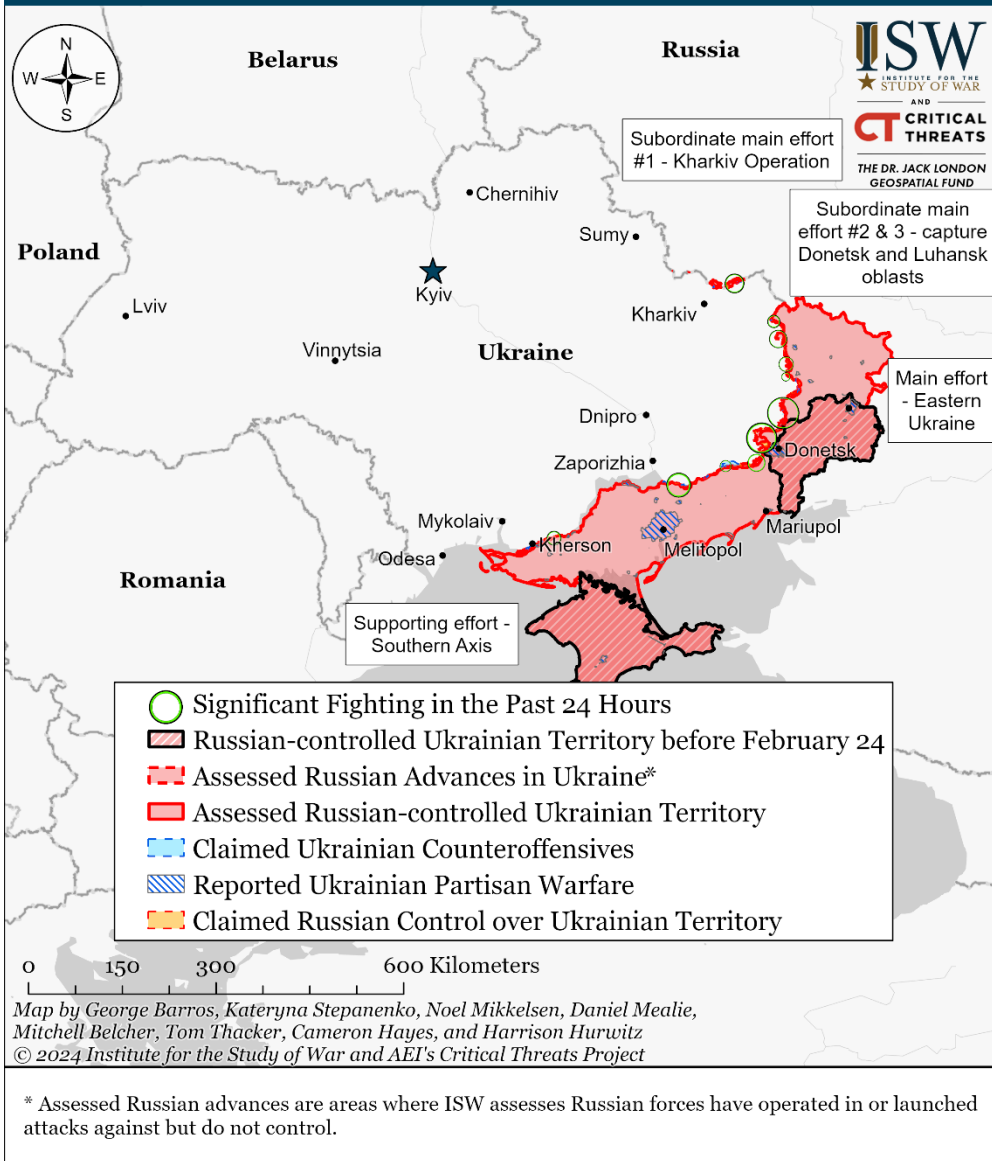 N
W
E
S
Belarus
Russia
ISW
INSTITUTE FOR THE
STUDY OF WAR
AND
CT CRITICAL
THREATS
THE DR. JACK LONDON
GEOSPATIAL FUND
Subordinate main effort
#1 - Kharkiv Operation
Subordinate main
effort #2 & 3 - capture
Donetsk and Luhansk
oblasts
Chernihiv
Sumy
Poland
Kyiv
Lviv
Kharkiv
Vinnytsia
Ukraine
Main effort
- Eastern
Ukraine
Dnipro
Donetsk
Zaporizhia
Mykolaiv
Mariupol
Kherson
Melitopol
Odesa
Romania
Supporting effort -
Southern Axis
Significant Fighting in the Past 24 Hours
Russian-controlled Ukrainian Territory before February 24
Assessed Russian Advances in Ukraine*
Assessed Russian-controlled Ukrainian Territory
Claimed Ukrainian Counteroffensives
Reported Ukrainian Partisan Warfare
Claimed Russian Control over Ukrainian Territory
0 150 300 600 Kilometers
Map by George Barros, Kateryna Stepanenko, Noel Mikkelsen, Daniel Mealie,
Mitchell Belcher, Tom Thacker, Cameron Hayes, and Harrison Hurwitz
© 2024 Institute for the Study of War and AEI's Critical Threats Project
* Assessed Russian advances are areas where ISW assesses Russian forces have operated in or launched
attacks against but do not control.